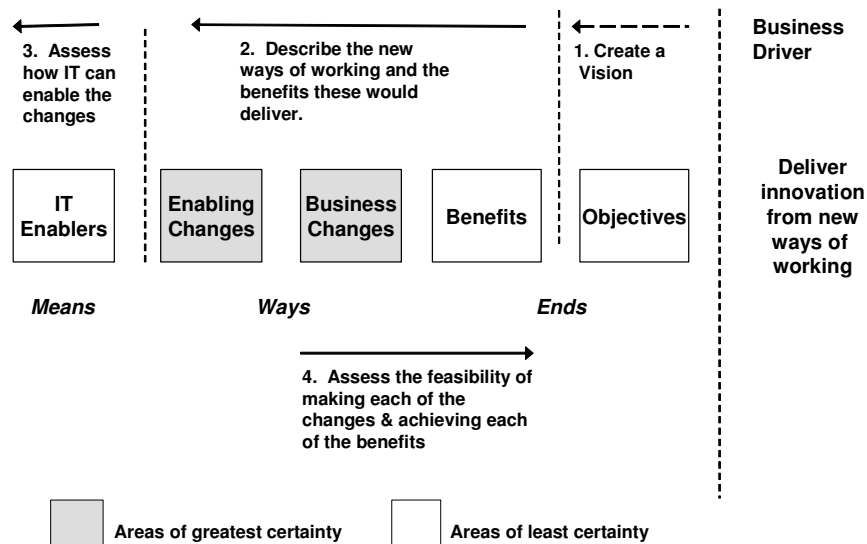 3.  Assess
how IT can
enable the
changes
2.  Describe the new
ways of working and the
benefits these would
deliver.
1. Create a
Vision
Business
Driver
IT
Enablers
Enabling
Changes
Business
Changes
Benefits
Objectives
Deliver
innovation
from new
ways of
working
Means
Ways
Ends
4.  Assess the feasibility of
making each of the
changes & achieving each
of the benefits
Areas of greatest certainty
Areas of least certainty